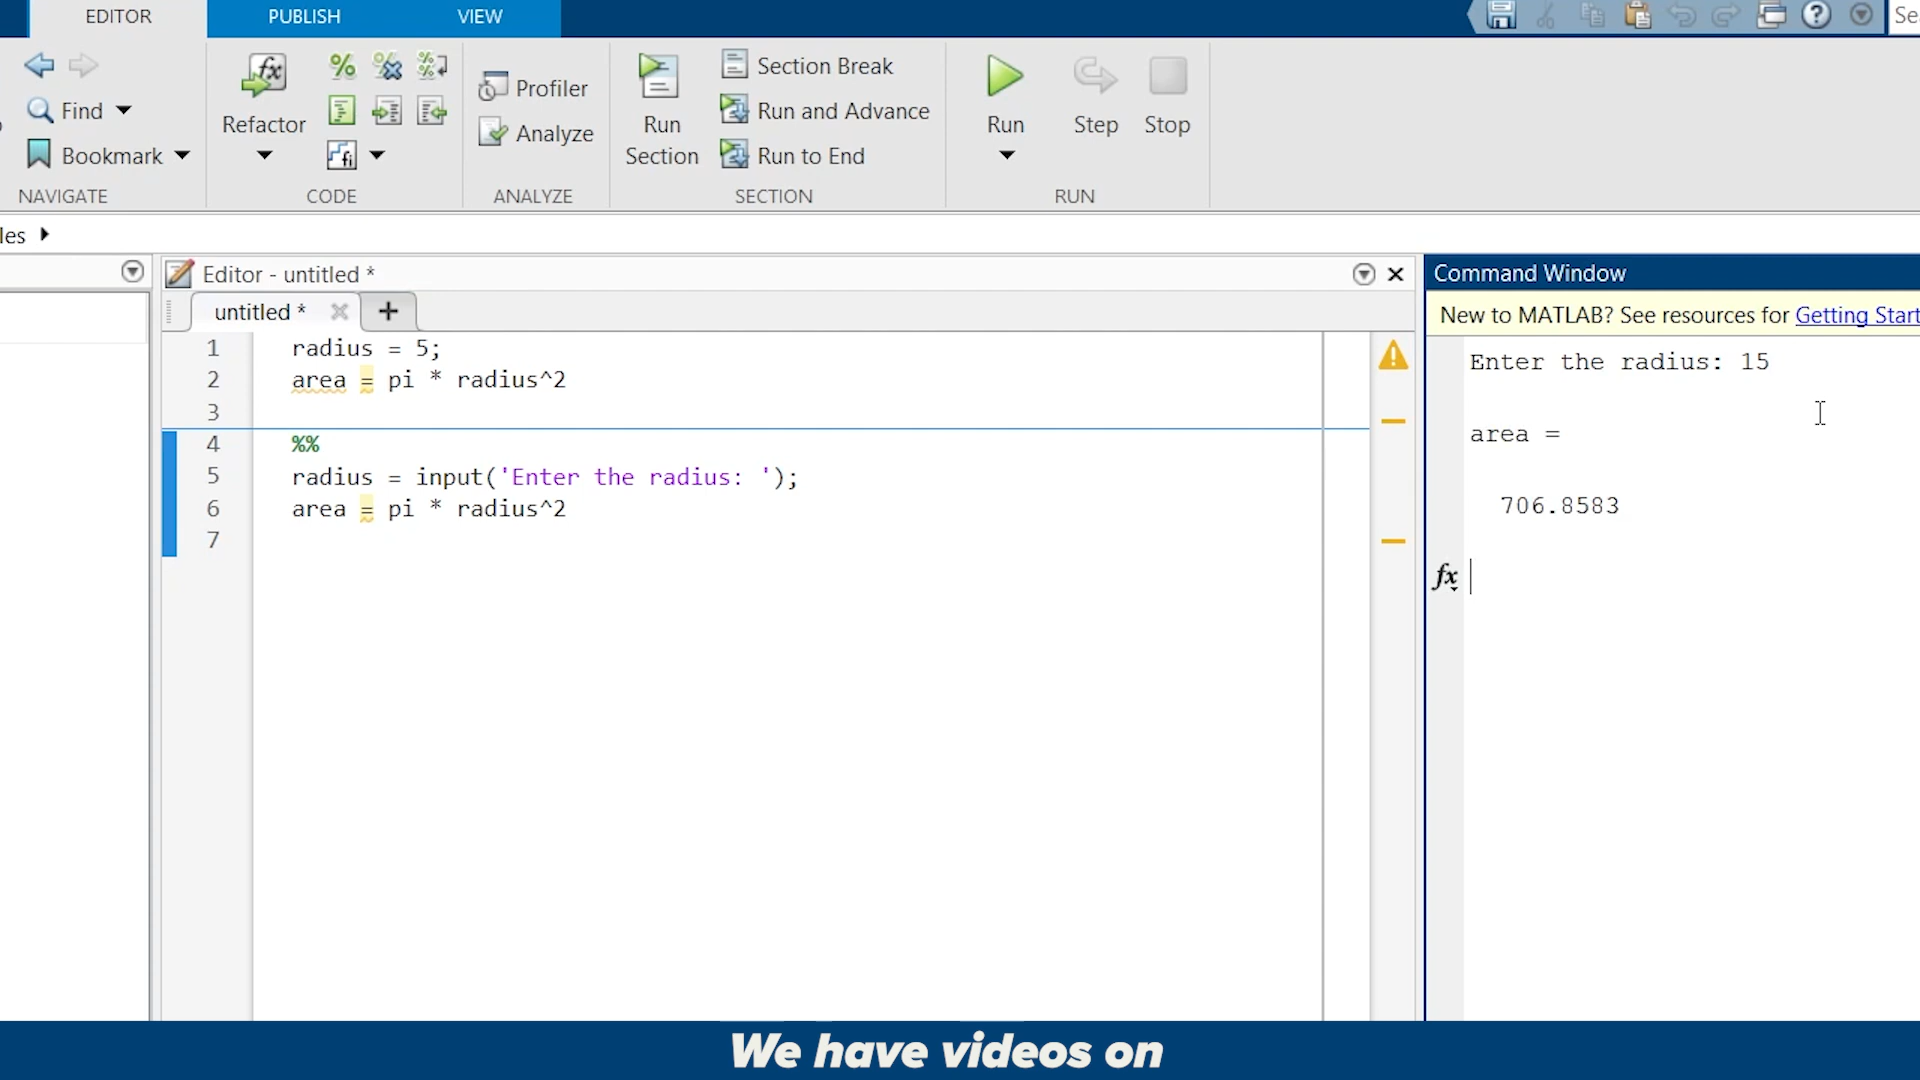 EDITOR PUBLISH VIEW
Se
Find
Bookmark
NAVIGATE
Refactor
CODE
Profiler
Analyze
ANALYZE
Run Section
Section Break
Run and Advance
Run to End
SECTION
Run
Step
Stop
RUN
les
Editor - untitled *
untitled *
1 radius = 5;
2 area = pi * radius^2
3
4 %%
5 radius = input('Enter the radius: ');
6 area = pi * radius^2
7
Command Window
New to MATLAB? See resources for Getting Start
Enter the radius: 15
area =
706.8583
fx
We have videos on